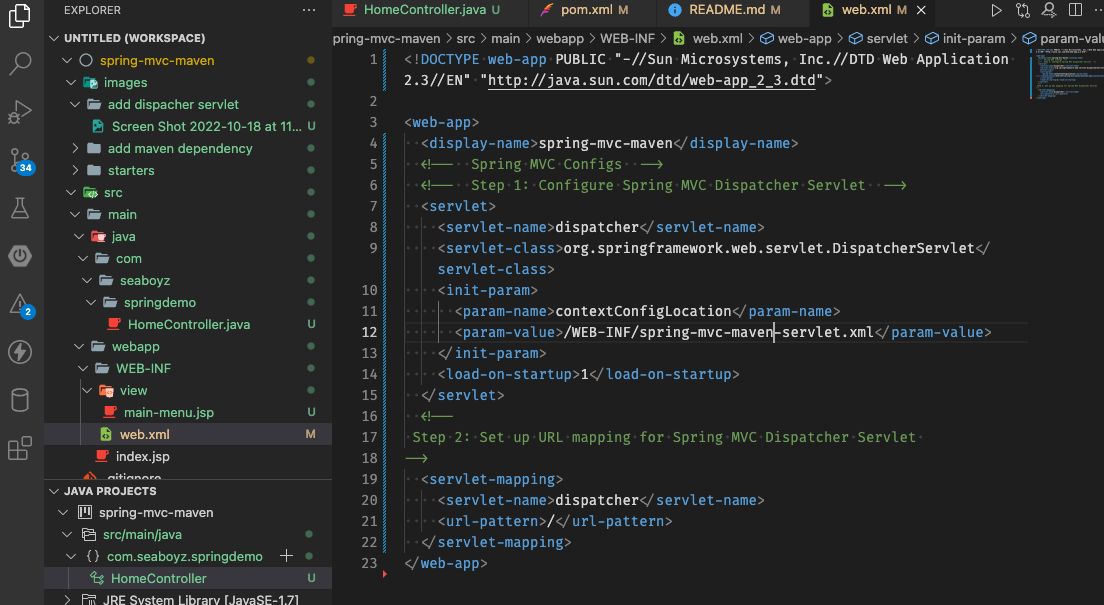 EXPLORER
UNTITLED (WORKSPACE)
spring-mvc-maven
images
add dispacher servlet
Screen Shot 2022-10-18 at 11... U
add maven dependency
starters
src
main
java
com
seaboyz
springdemo
HomeController.java U
webapp
WEB-INF
view
main-menu.jsp U
web.xml M
index.jsp
.gitignore
JAVA PROJECTS
spring-mvc-maven
src/main/java
{} com.seaboyz.springdemo
HomeController U
JRE System Library [JavaSE-1.7]
34
2
HomeController.java U
pom.xml M
README.md M
web.xml M
pring-mvc-maven > src > main > webapp > WEB-INF > web.xml > web-app > servlet > init-param > param-valu
1 <!DOCTYPE web-app PUBLIC "-//Sun Microsystems, Inc.//DTD Web Application
2.3//EN" "http://java.sun.com/dtd/web-app_2_3.dtd">
2
3 <web-app>
4 <display-name>spring-mvc-maven</display-name>
5 <!-- Spring MVC Configs -->
6 <!-- Step 1: Configure Spring MVC Dispatcher Servlet -->
7 <servlet>
8 <servlet-name>dispatcher</servlet-name>
9 <servlet-class>org.springframework.web.servlet.DispatcherServlet</
servlet-class>
10 <init-param>
11 <param-name>contextConfigLocation</param-name>
12 <param-value>/WEB-INF/spring-mvc-maven-servlet.xml</param-value>
13 </init-param>
14 <load-on-startup>1</load-on-startup>
15 </servlet>
16 <!--
17 Step 2: Set up URL mapping for Spring MVC Dispatcher Servlet
18 -->
19 <servlet-mapping>
20 <servlet-name>dispatcher</servlet-name>
21 <url-pattern>/</url-pattern>
22 </servlet-mapping>
23 </web-app>